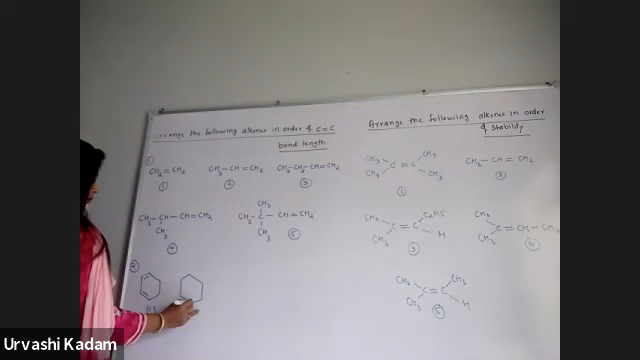 Arrange the following alkenes in order of C=C
bond length
①
CH₂=CH₂
①
CH₃-CH=CH₂
②
CH₃-CH₂-CH=CH₂
③
CH₃-CH-CH=CH₂
CH₃
④
CH₃
CH₃-C-CH=CH₂
CH₃
⑤
②
(1)
Arrange the following alkenes in order
of stability
CH₃ CH₃
C=C
CH₃ CH₃
①
CH₃-CH=CH₂
②
CH₃ C₂H₅
C=C
CH₃ H
③
CH₃
C=CH-CH₃
CH₃
④
CH₃ CH₃
C=C
CH₃ H
⑤
Urvashi Kadam